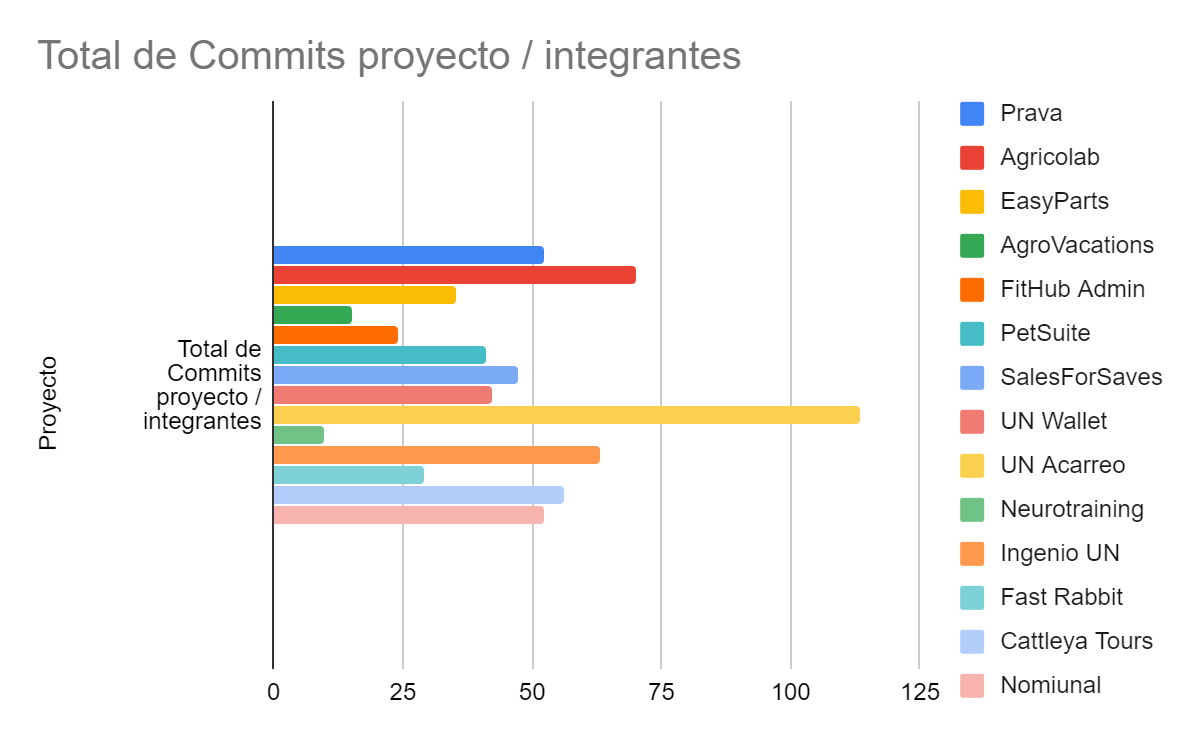 Total de Commits proyecto / integrantes
Proyecto
Total de
Commits
proyecto /
integrantes
0 25 50 75 100 125
Prava
Agricolab
EasyParts
AgroVacations
FitHub Admin
PetSuite
SalesForSaves
UN Wallet
UN Acarreo
Neurotraining
Ingenio UN
Fast Rabbit
Cattleya Tours
Nomiunal